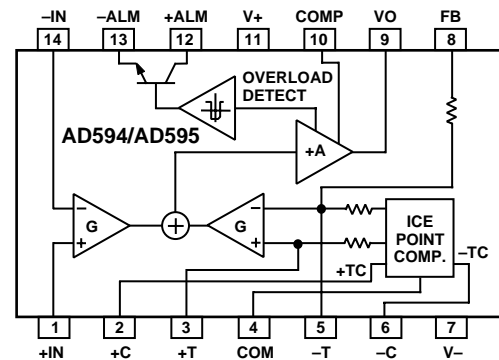 –IN –ALM +ALM V+ COMP VO FB
14 13 12 11 10 9 8
OVERLOAD
DETECT
AD594/AD595
+A
– –
G + G
+ +
ICE
POINT
COMP.
+TC
–TC
1 2 3 4 5 6 7
+IN +C +T COM –T –C V–